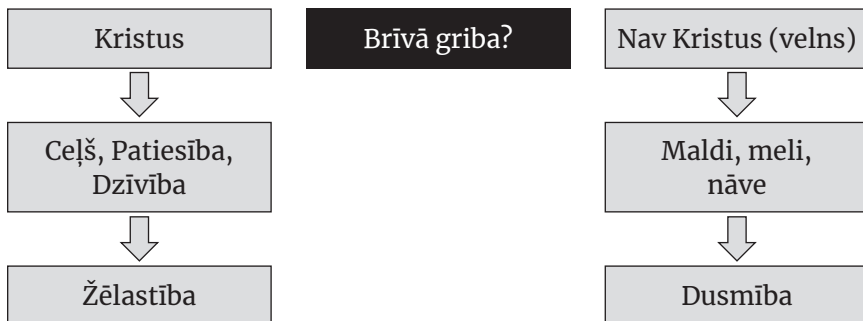 Kristus
Brīvā griba?
Nav Kristus (velns)
Ceļš, Patiesība,
Dzīvība
Maldi, meli,
nāve
Žēlastība
Dusmība